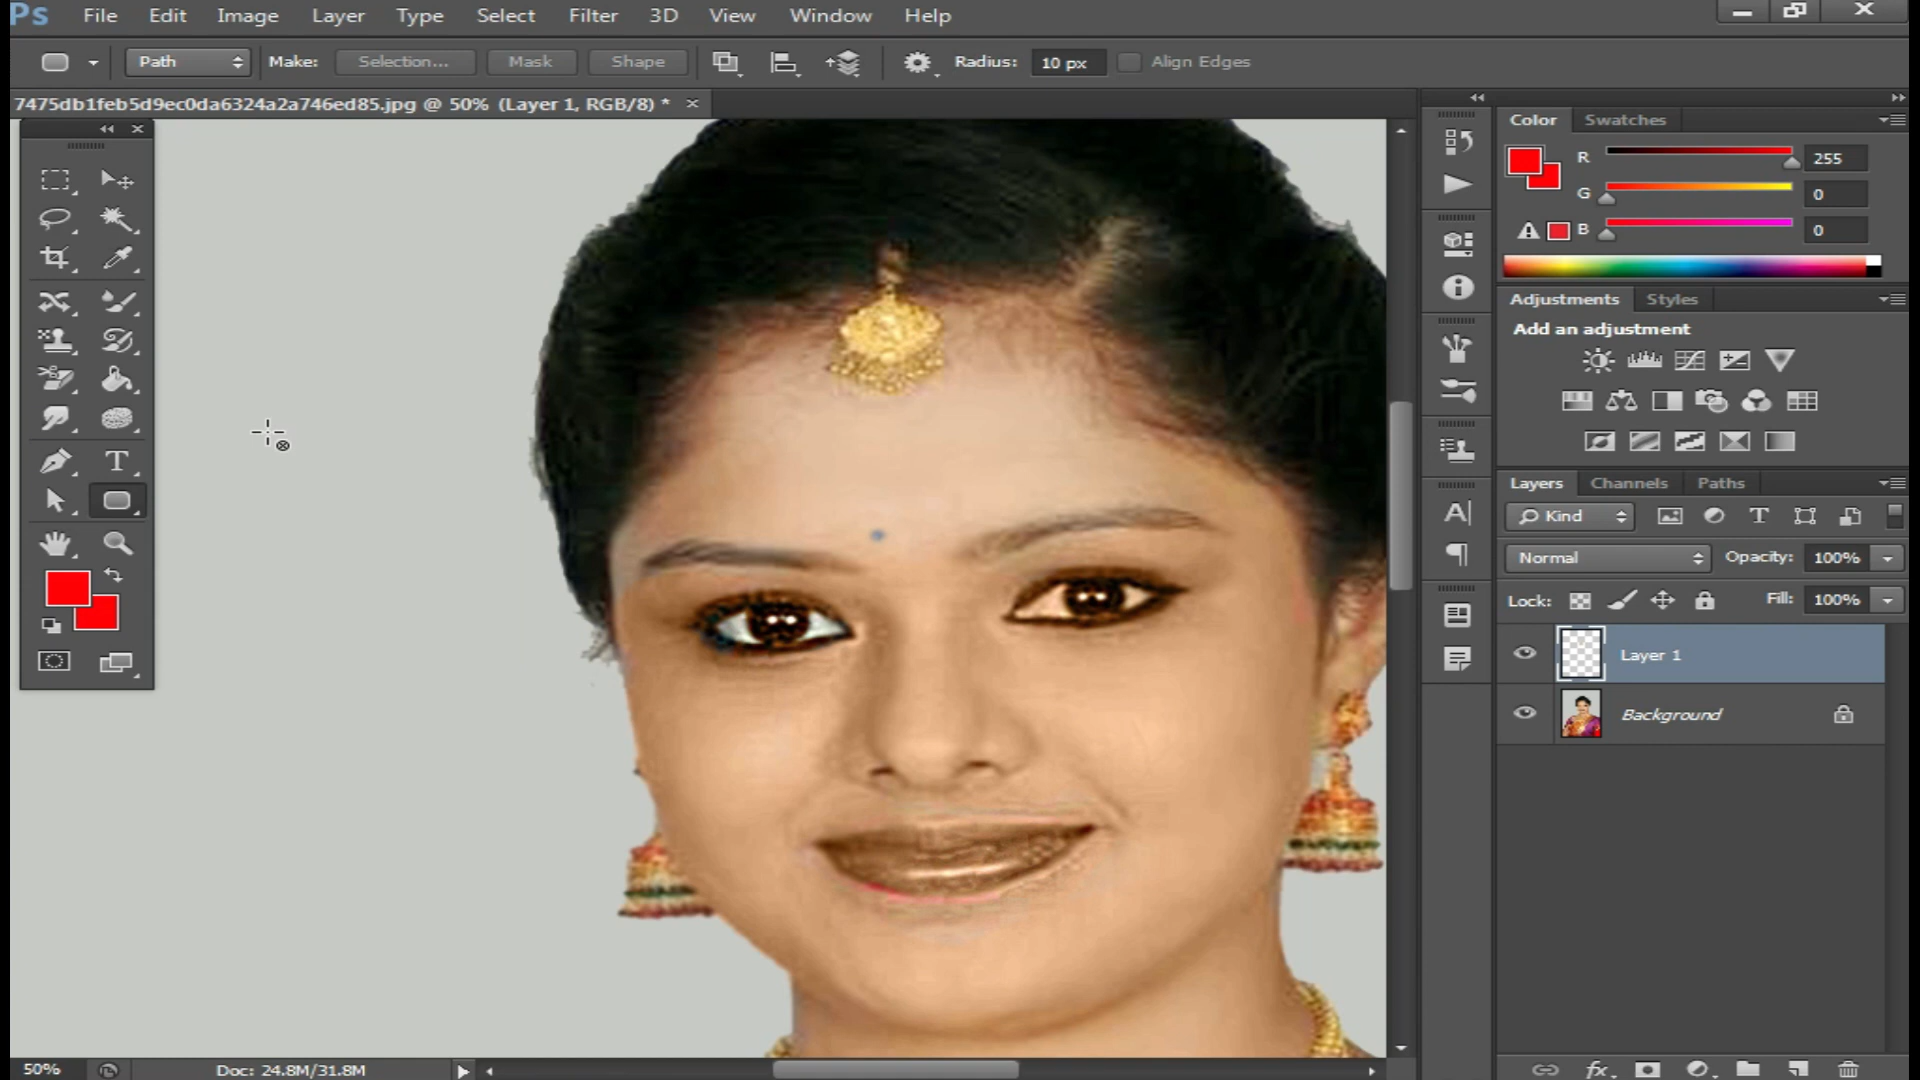 Ps File Edit Image Layer Type Select Filter 3D View Window Help
Path Make: Selection... Mask Shape Radius: 10 px Align Edges
7475db1feb5d9ec0da6324a2a746ed85.jpg @ 50% (Layer 1, RGB/8) *
Color Swatches
R 255
G 0
B 0
Adjustments Styles
Add an adjustment
Layers Channels Paths
Kind
Normal Opacity: 100%
Lock: Fill: 100%
Layer 1
Background
50% Doc: 24.8M/31.8M